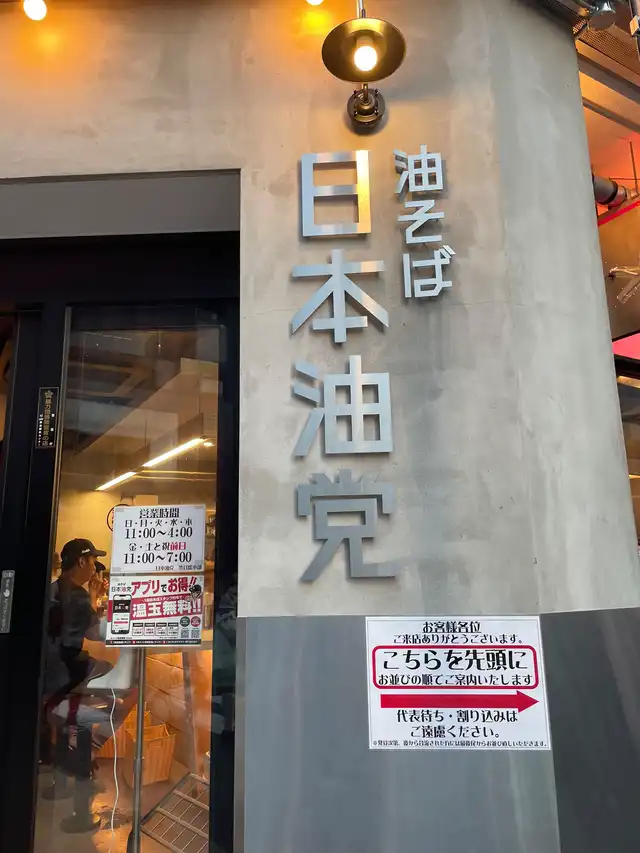 油そば
日本油党
営業時間
日・月・火・水・木
11:00～4:00
金・土と祝前日
11:00～7:00
アプリでお得!!
日本油党
温玉無料!!
お客様各位
ご来店ありがとうございます。
こちらを先頭に
お並びの順でご案内いたします
代表待ち・割り込みは
ご遠慮ください。